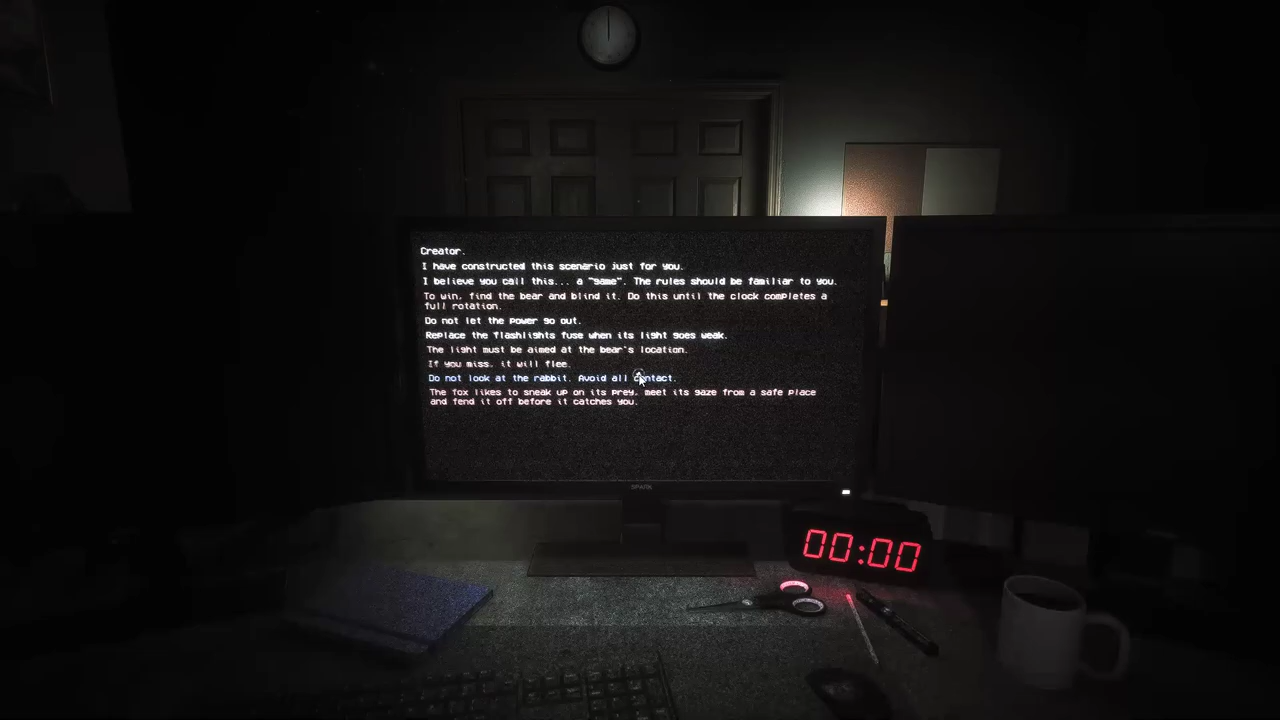 Creator.
I have constructed this scenario just for you.
I believe you call this... a "game". The rules should be familiar to you.
To win, find the bear and blind it. Do this until the clock completes a
full rotation.
Do not let the power go out.
Replace the flashlights fuse when its light goes weak.
The light must be aimed at the bear's location.
If you miss, it will flee.
Do not look at the rabbit. Avoid all contact.
The fox likes to sneak up on its prey, meet its gaze from a safe place
and fend it off before it catches you.
00:00